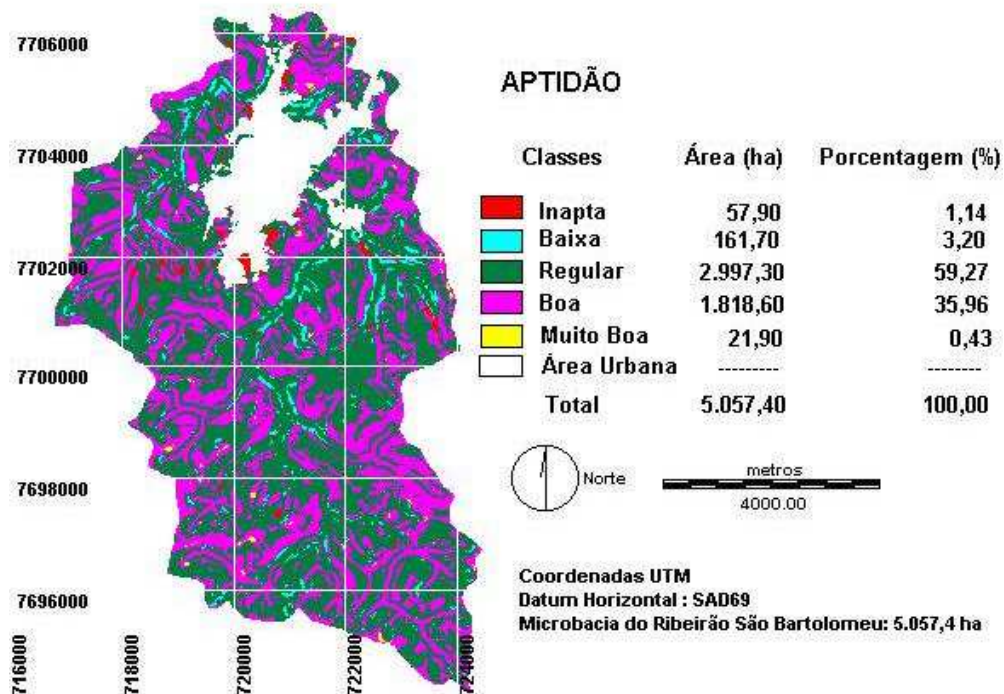 APTIDÃO
Classes Área (ha) Porcentagem (%)
Inapta 57,90 1,14
Baixa 161,70 3,20
Regular 2.997,30 59,27
Boa 1.818,60 35,96
Muito Boa 21,90 0,43
Área Urbana --------- -------
Total 5.057,40 100,00
Norte
metros
4000.00
Coordenadas UTM
Datum Horizontal : SAD69
Microbacia do Ribeirão São Bartolomeu: 5.057,4 ha
7706000
7704000
7702000
7700000
7698000
7696000
716000
718000
720000
722000
724000